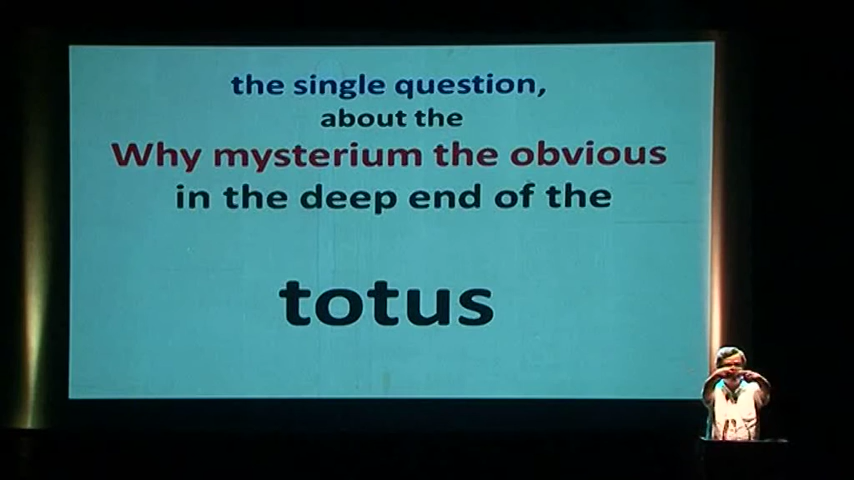 the single question,
about the
Why mysterium the obvious
in the deep end of the
totus